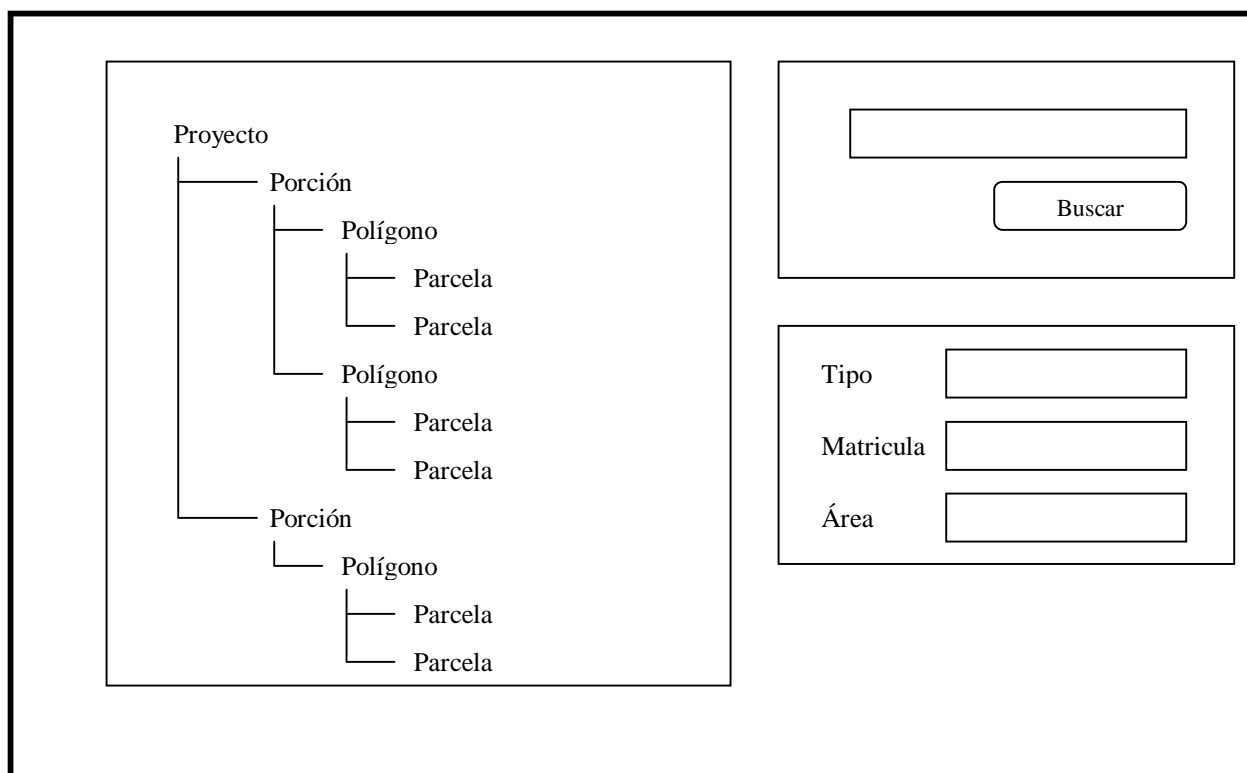 Proyecto
Porción
Polígono
Parcela
Parcela
Polígono
Parcela
Parcela
Porción
Polígono
Parcela
Parcela
Buscar
Tipo
Matricula
Área